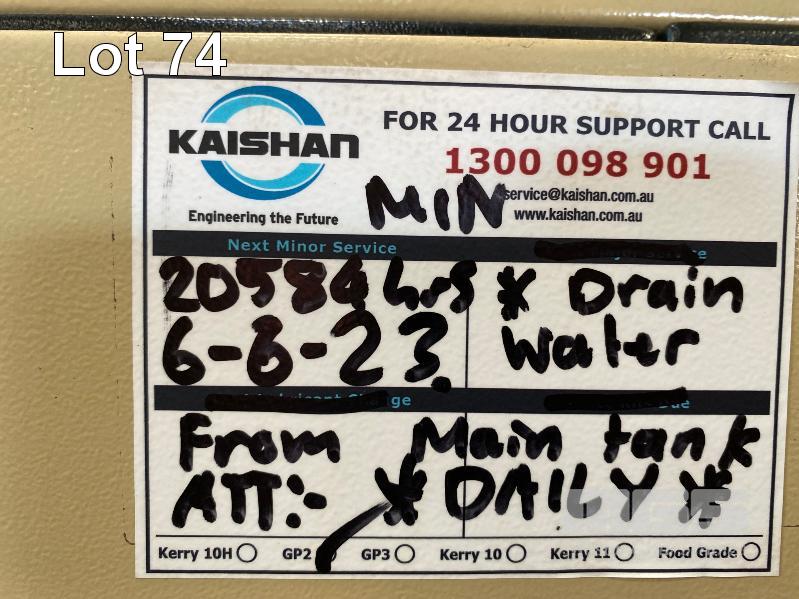 Lot 74
KAISHAN
Engineering the Future
FOR 24 HOUR SUPPORT CALL
1300 098 901
service@kaishan.com.au
www.kaishan.com.au
MIN
Next Minor Service
20584 hrs
6-6-23
* Drain
Water
From Main tank
ATT:- * DAILY *
Kerry 10H GP2 GP3 Kerry 10 Kerry 11 Food Grade